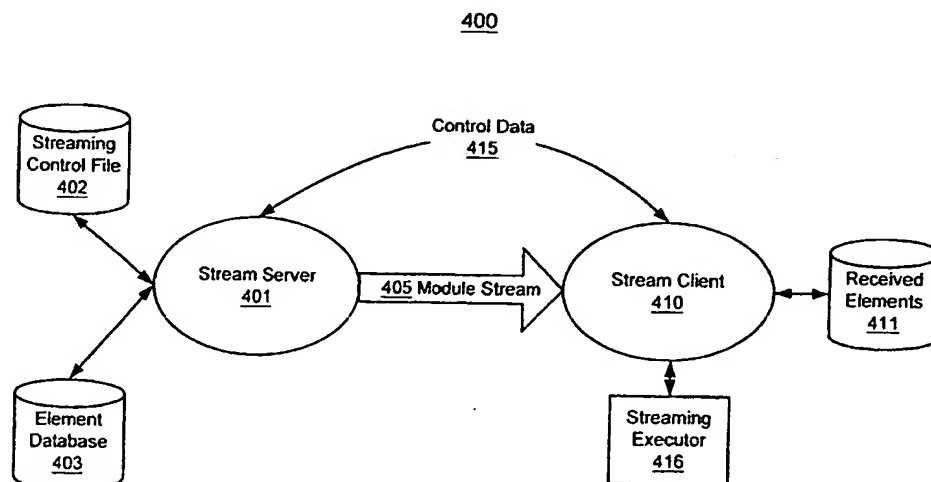 400
Control Data
415
Streaming
Control File
402
Stream Server
401
405 Module Stream
Stream Client
410
Received
Elements
411
Element
Database
403
Streaming
Executor
416